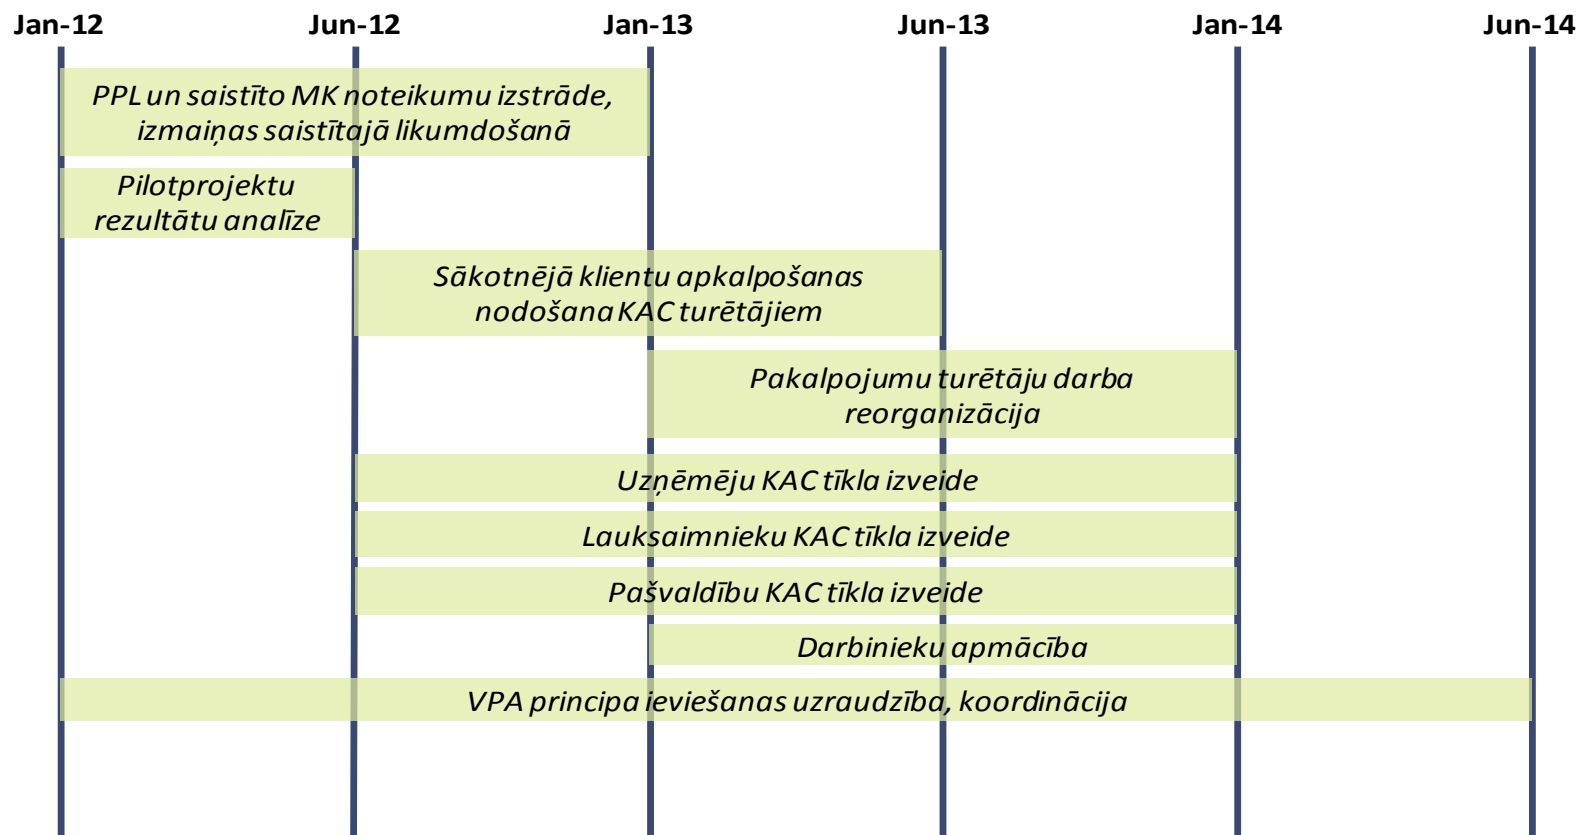 Jan-12 Jun-12 Jan-13 Jun-13 Jan-14 Jun-14
PPL un saistīto MK noteikumu izstrāde,
izmaiņas saistītajā likumdošanā
Pilotprojektu
rezultātu analīze
Sākotnējā klientu apkalpošanas
nodošana KAC turētājiem
Pakalpojumu turētāju darba
reorganizācija
Uzņēmēju KAC tīkla izveide
Lauksaimnieku KAC tīkla izveide
Pašvaldību KAC tīkla izveide
Darbinieku apmācība
VPA principa ieviešanas uzraudzība, koordinācija